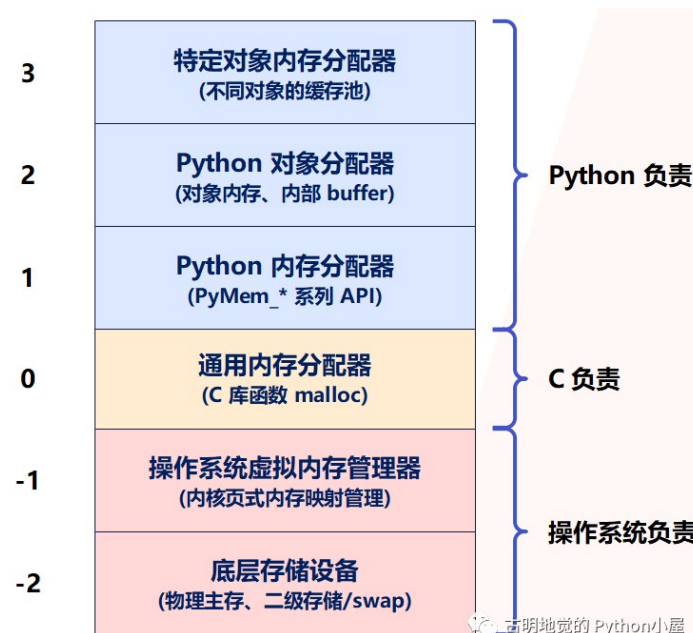 3
特定对象内存分配器
(不同对象的缓存池)
2
Python 对象分配器
(对象内存、内部 buffer)
Python 负责
1
Python 内存分配器
(PyMem_* 系列 API)
0
通用内存分配器
(C 库函数 malloc)
C 负责
-1
操作系统虚拟内存管理器
(内核页式内存映射管理)
操作系统负责
-2
底层存储设备
(物理主存、二级存储/swap)
古明地觉的 Python小屋